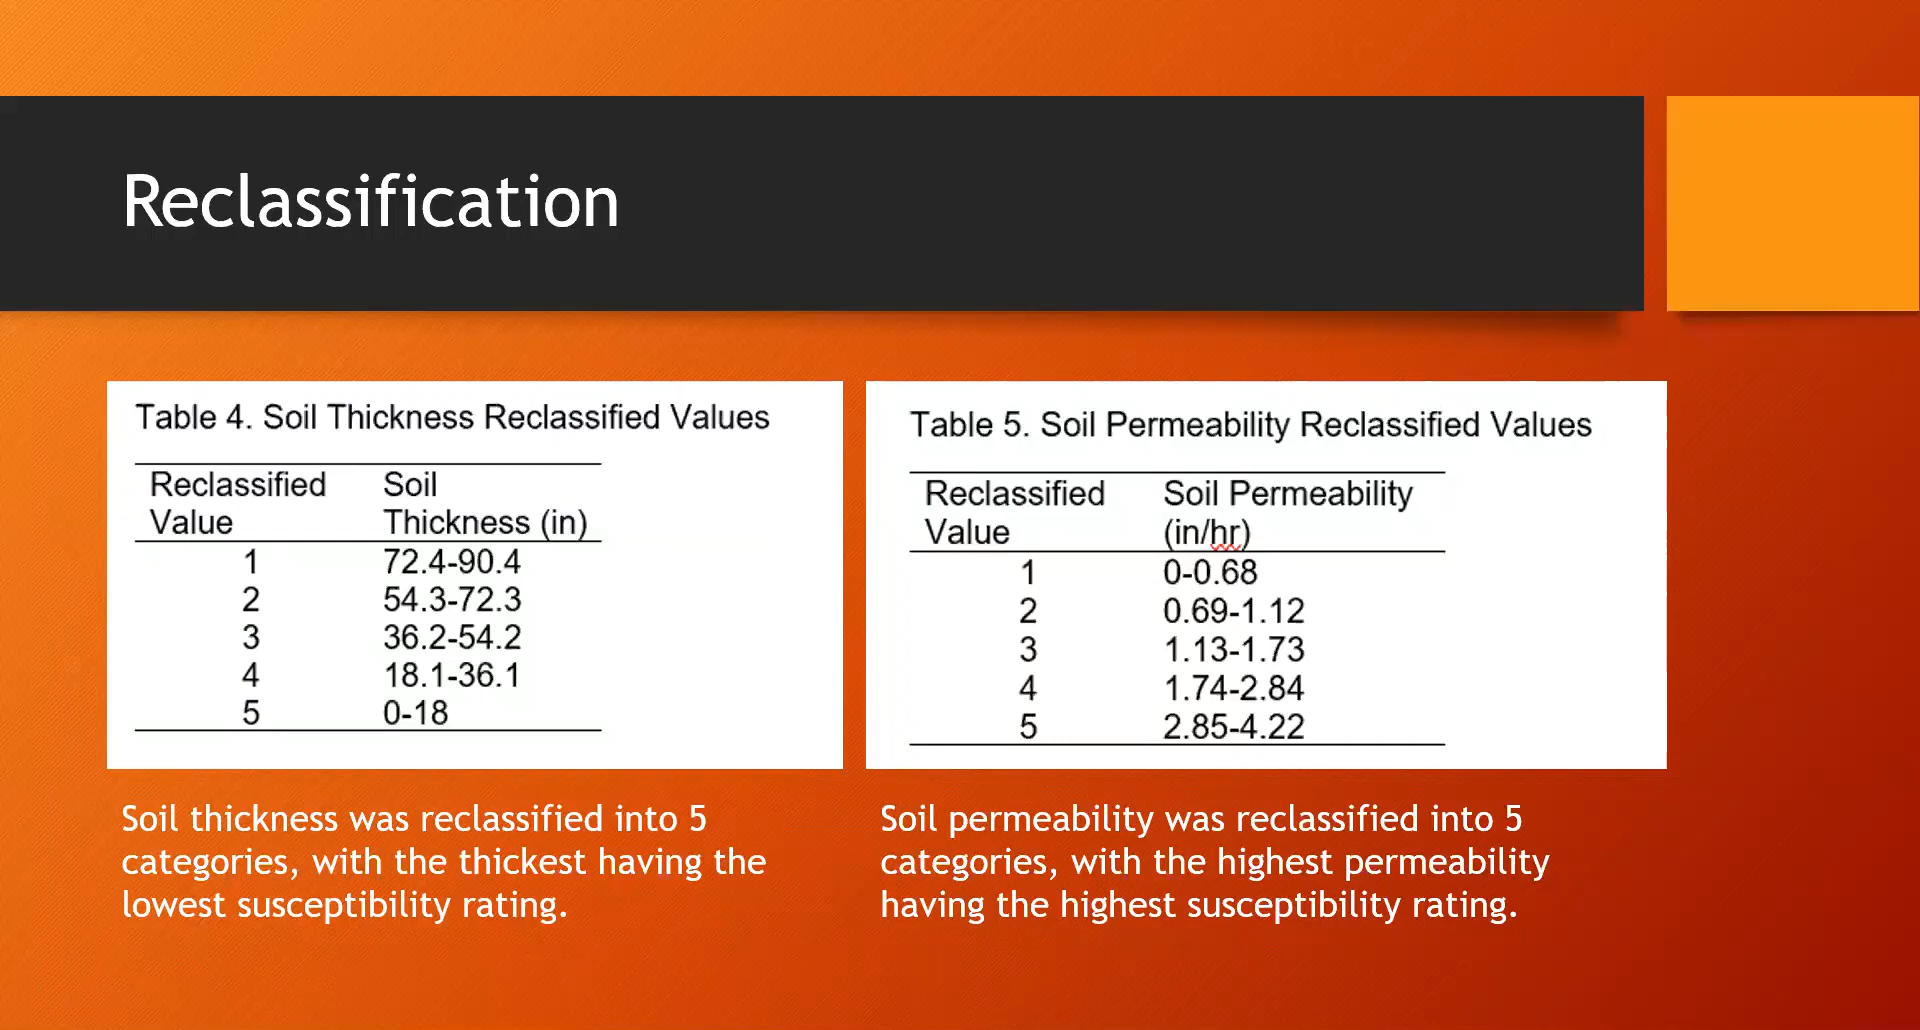 Reclassification
Table 4. Soil Thickness Reclassified Values
Reclassified Soil
Value Thickness (in)
1 72.4-90.4
2 54.3-72.3
3 36.2-54.2
4 18.1-36.1
5 0-18
Soil thickness was reclassified into 5
categories, with the thickest having the
lowest susceptibility rating.
Table 5. Soil Permeability Reclassified Values
Reclassified Soil Permeability
Value (in/hr)
1 0-0.68
2 0.69-1.12
3 1.13-1.73
4 1.74-2.84
5 2.85-4.22
Soil permeability was reclassified into 5
categories, with the highest permeability
having the highest susceptibility rating.